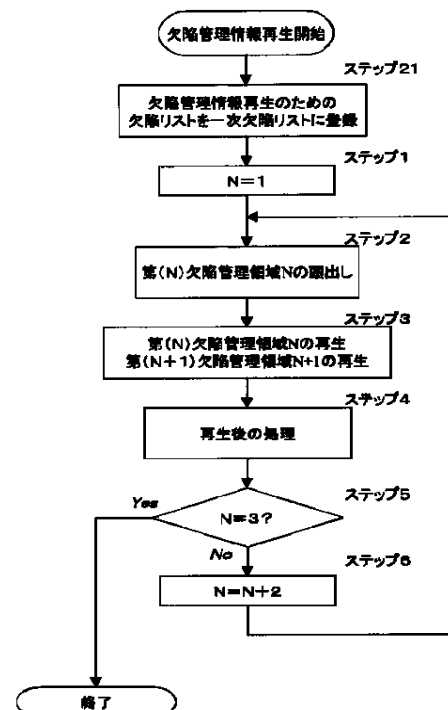 欠陥管理情報再生開始
ステップ21
欠陥管理情報再生のための
欠陥リストを一次欠陥リストに登録
ステップ1
N=1
ステップ2
第(N)欠陥管理領域Nの頭出し
ステップ3
第(N)欠陥管理領域Nの再生
第(N+1)欠陥管理領域N+1の再生
ステップ4
再生後の処理
ステップ5
Yes
N=3?
No
ステップ6
N=N+2
終了